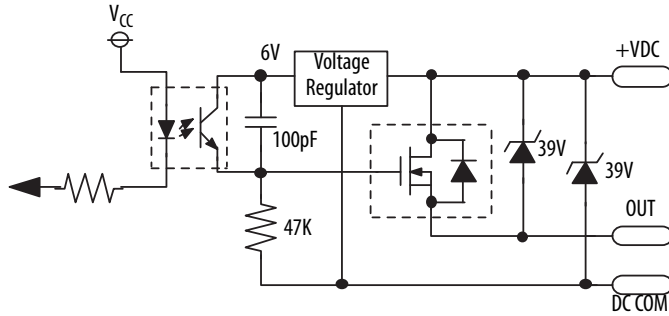 VCC
6V
Voltage
Regulator
+VDC
100pF
39V
39V
47K
OUT
DC COM